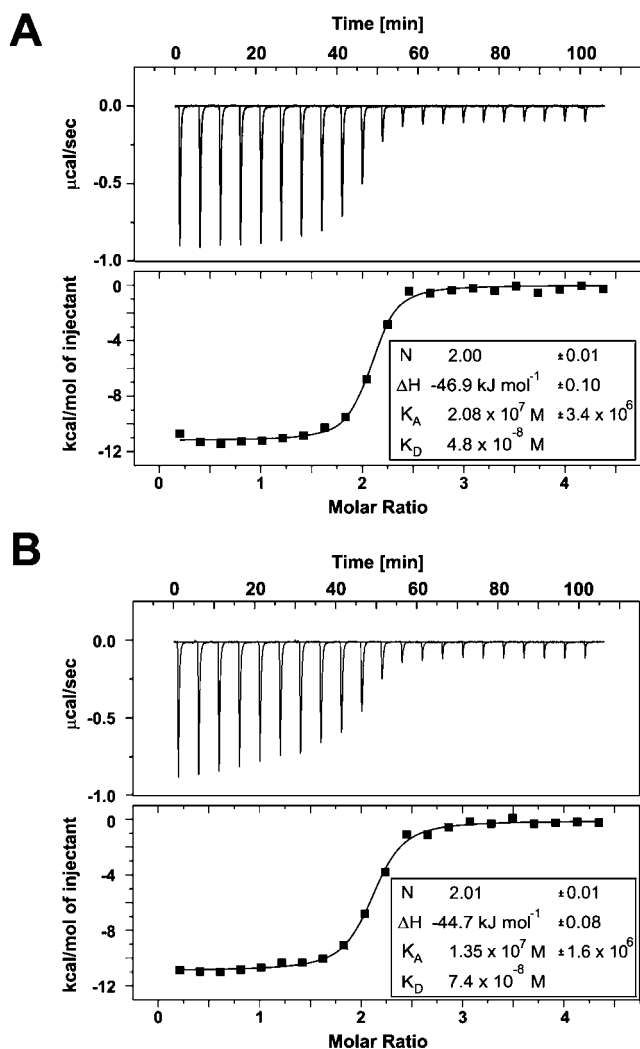 A
Time [min]
0 20 40 60 80 100
0.0
-0.5
-1.0
μcal/sec
0
-4
-8
-12
kcal/mol of injectant
N 2.00 ±0.01
ΔH -46.9 kJ mol⁻¹ ±0.10
K_A 2.08 x 10⁷ M ±3.4 x 10⁶
K_D 4.8 x 10⁻⁸ M
0 1 2 3 4
Molar Ratio
B
Time [min]
0 20 40 60 80 100
0.0
-0.5
-1.0
μcal/sec
0
-4
-8
-12
kcal/mol of injectant
N 2.01 ±0.01
ΔH -44.7 kJ mol⁻¹ ±0.08
K_A 1.35 x 10⁷ M ±1.6 x 10⁶
K_D 7.4 x 10⁻⁸ M
0 1 2 3 4
Molar Ratio